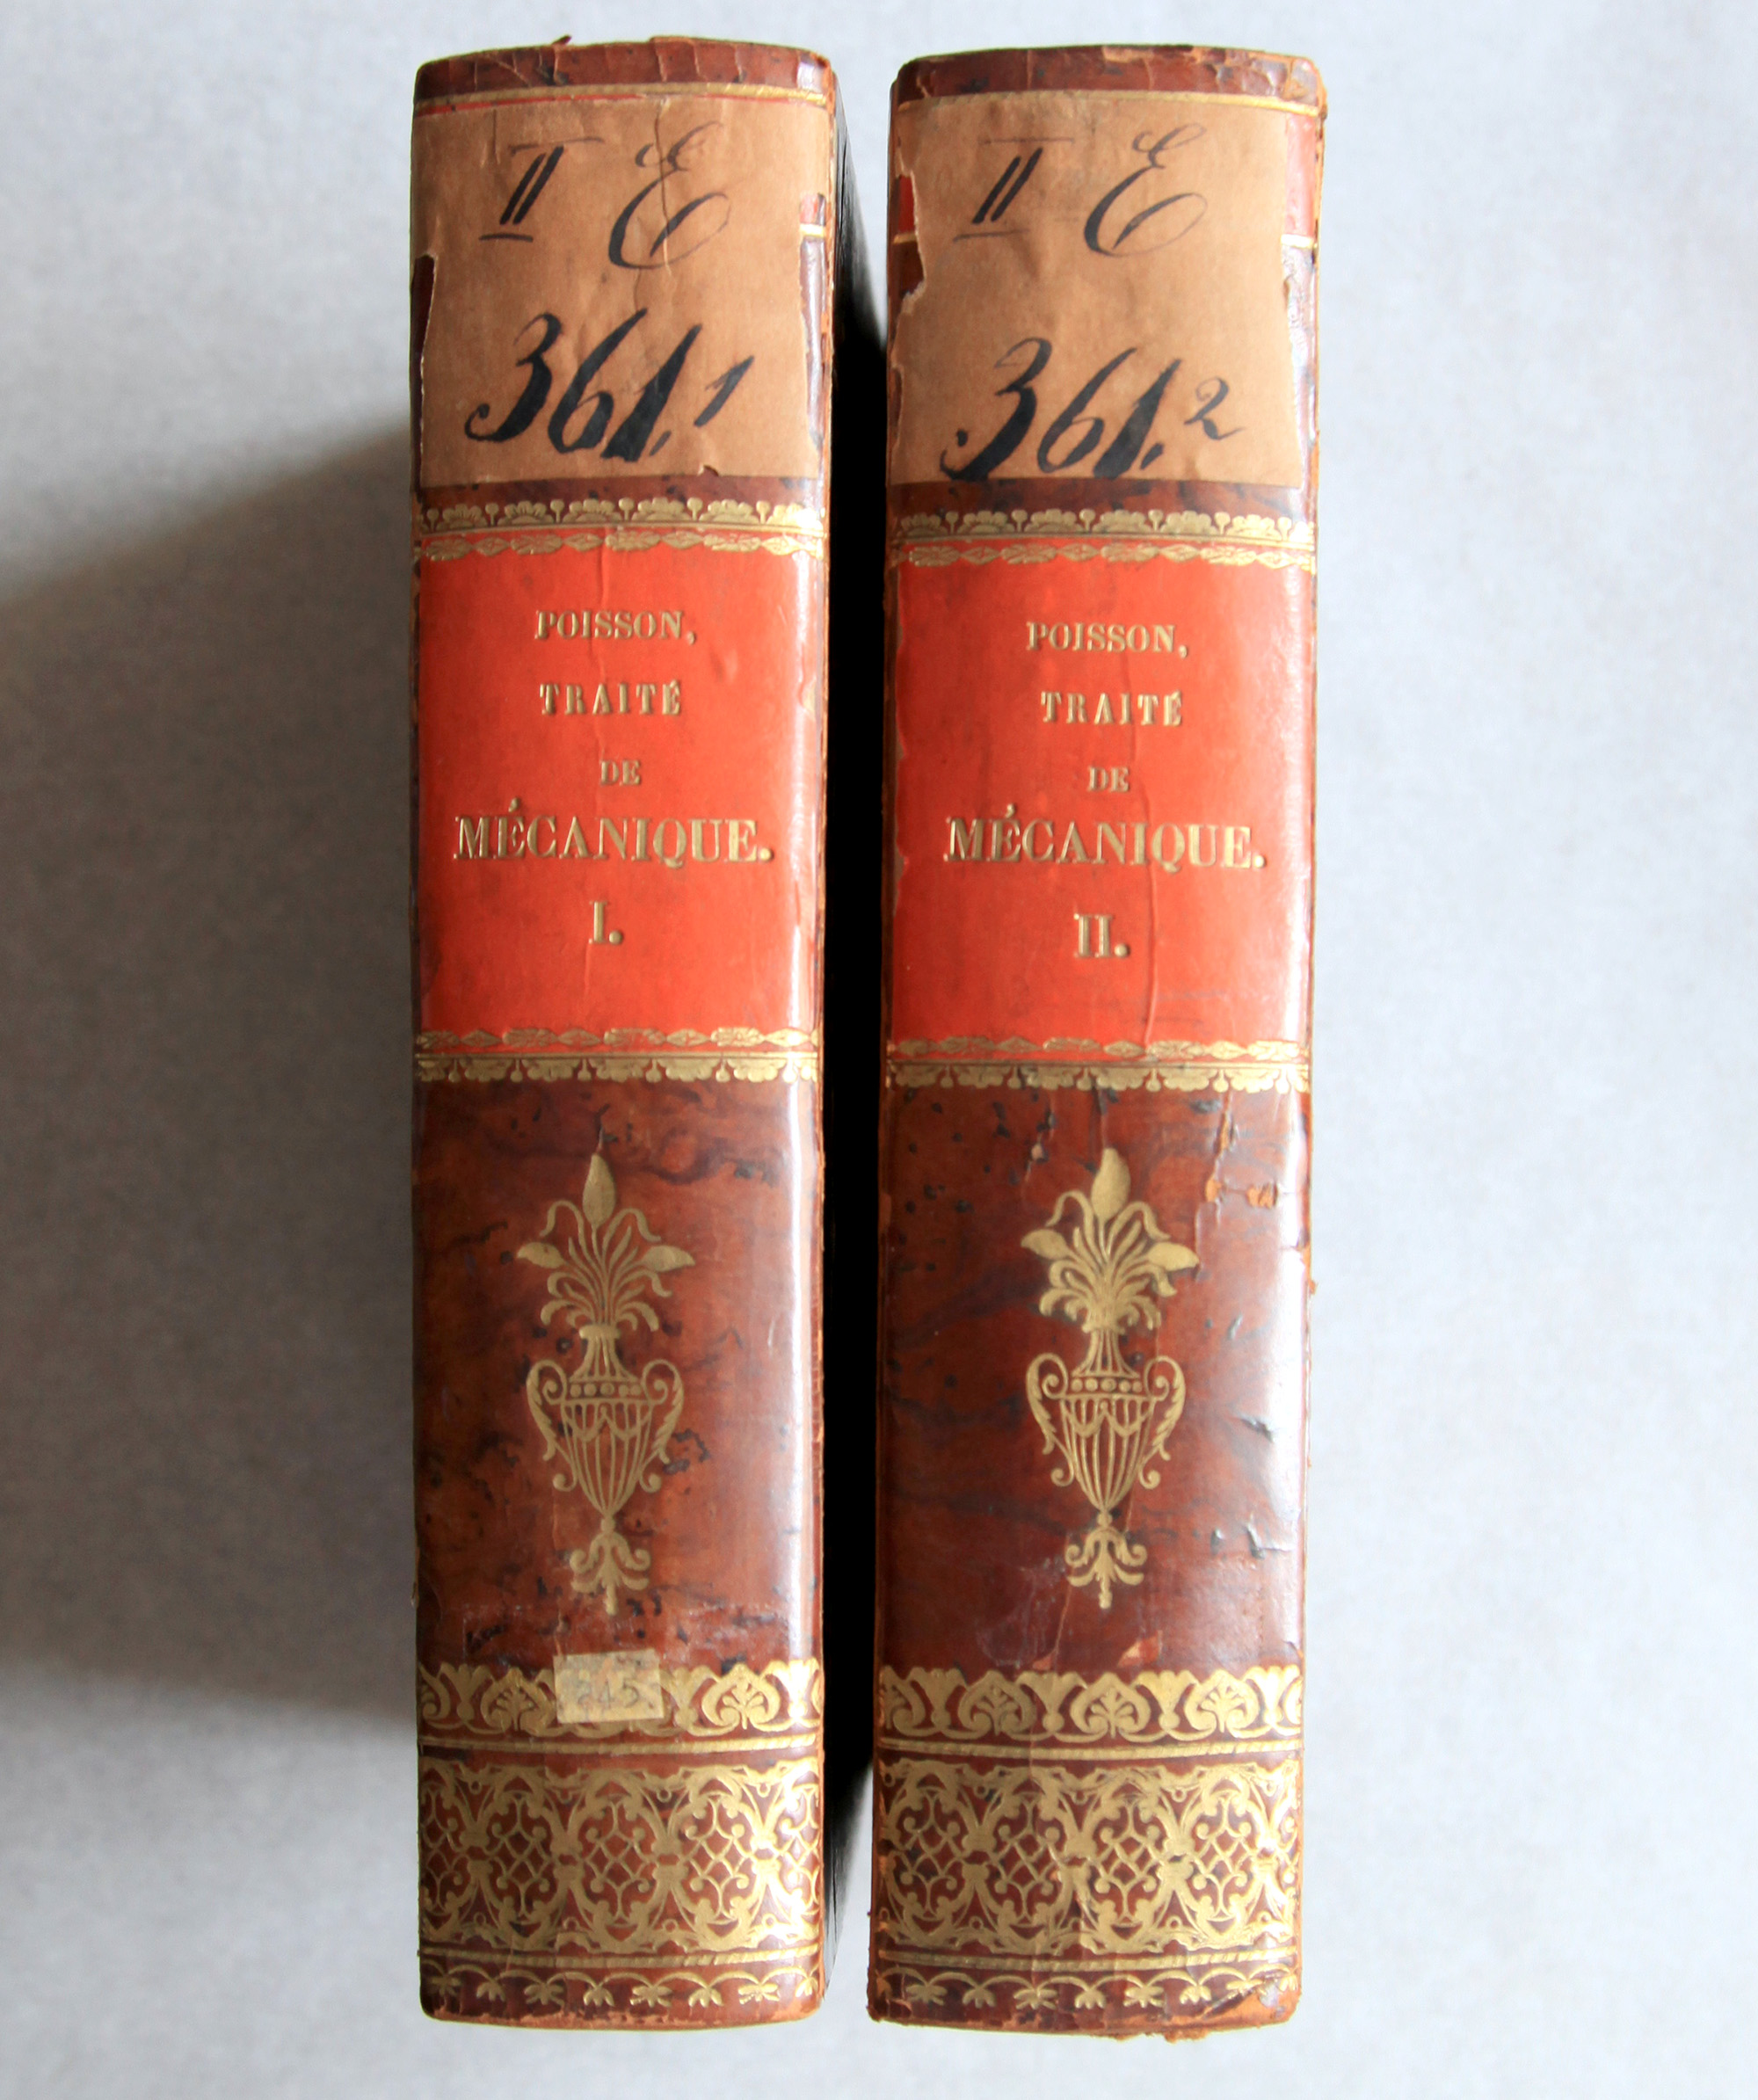 II E
361.1
POISSON,
TRAITÉ
DE
MÉCANIQUE.
I.
II E
361.2
POISSON,
TRAITÉ
DE
MÉCANIQUE.
II.